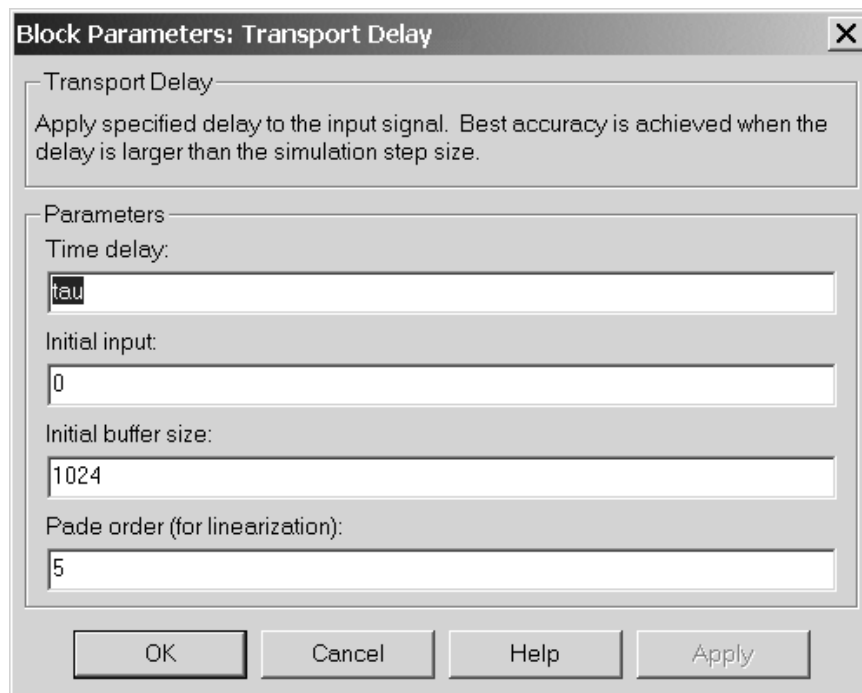 Block Parameters: Transport Delay
Transport Delay
Apply specified delay to the input signal. Best accuracy is achieved when the
delay is larger than the simulation step size.
Parameters
Time delay:
tau
Initial input:
0
Initial buffer size:
1024
Pade order (for linearization):
5
OK Cancel Help Apply